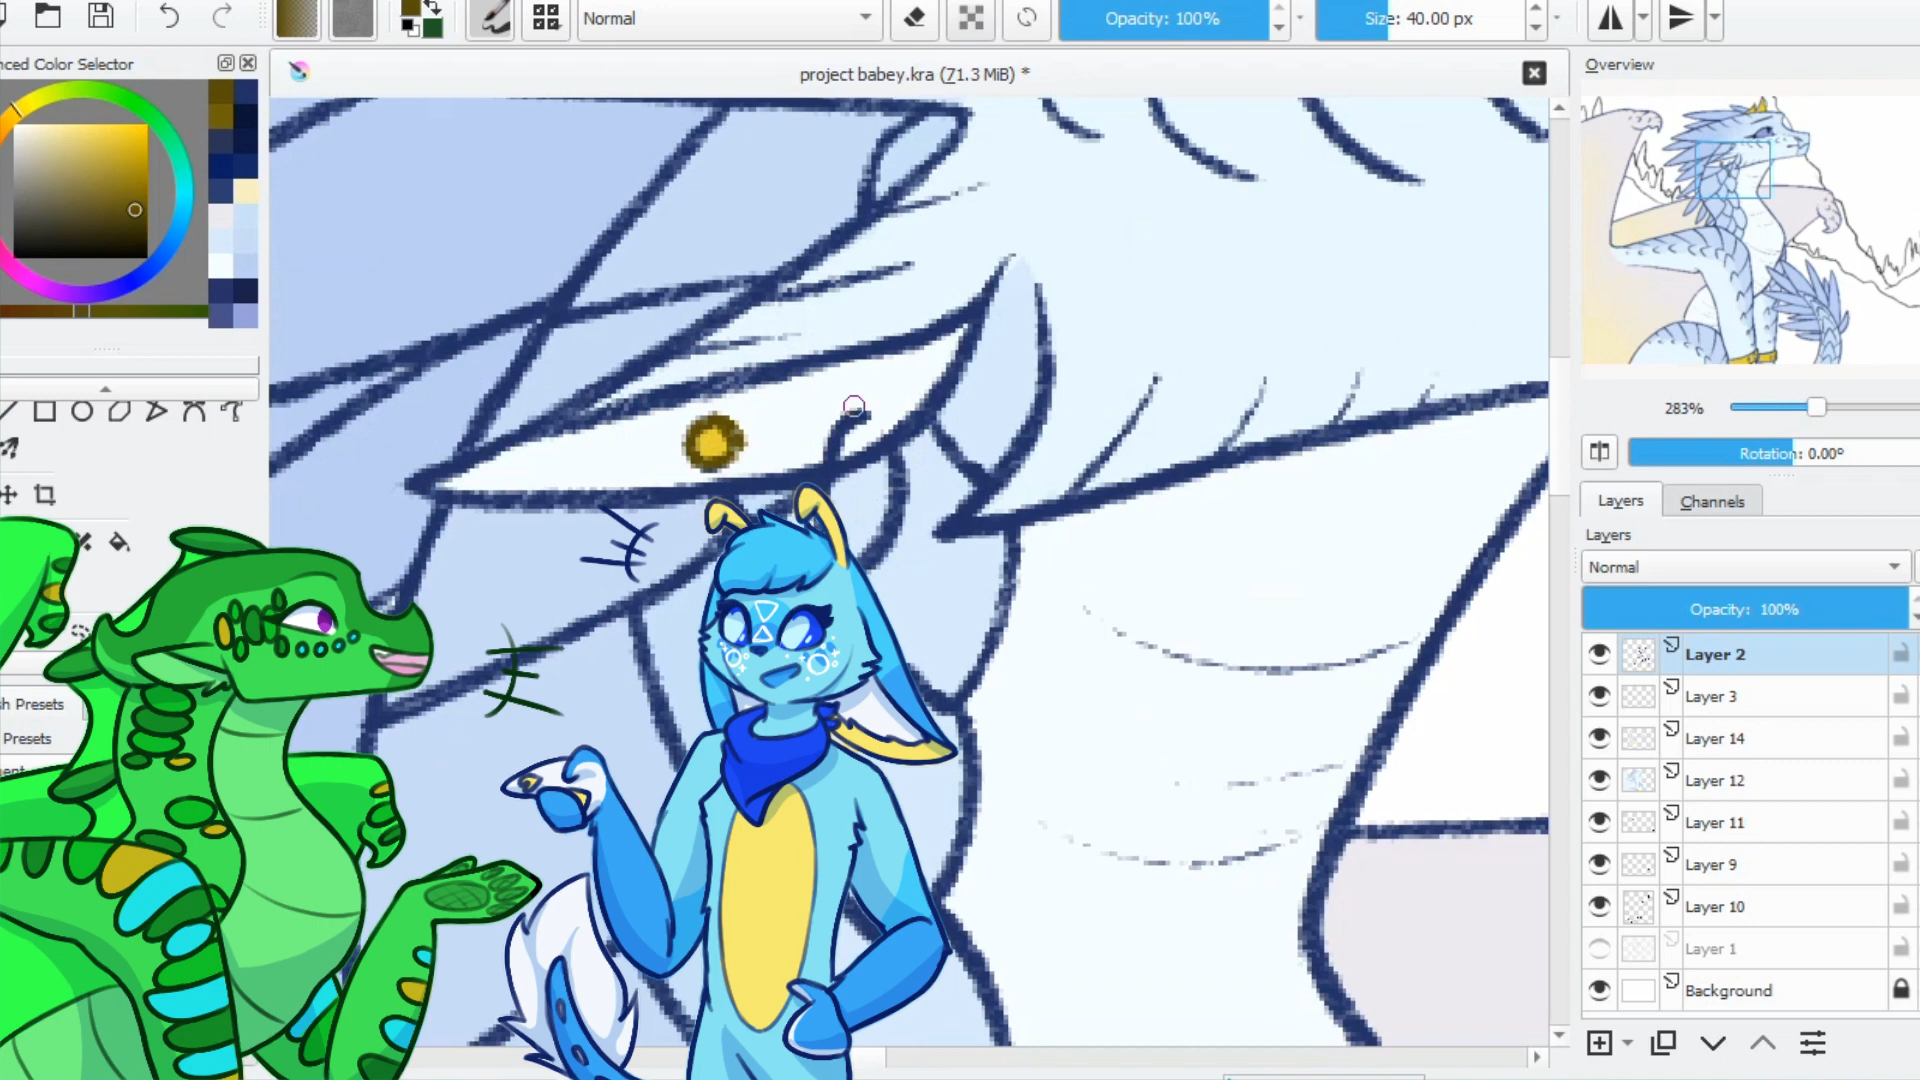 Normal
Opacity: 100%
Size: 40.00 px
nced Color Selector
project babey.kra (71.3 MiB) *
Overview
283%
Rotation: 0.00°
Layers
Channels
Layers
Normal
Opacity: 100%
Layer 2
Layer 3
Layer 14
Layer 12
Layer 11
Layer 9
Layer 10
Layer 1
Background
sh Presets
Presets